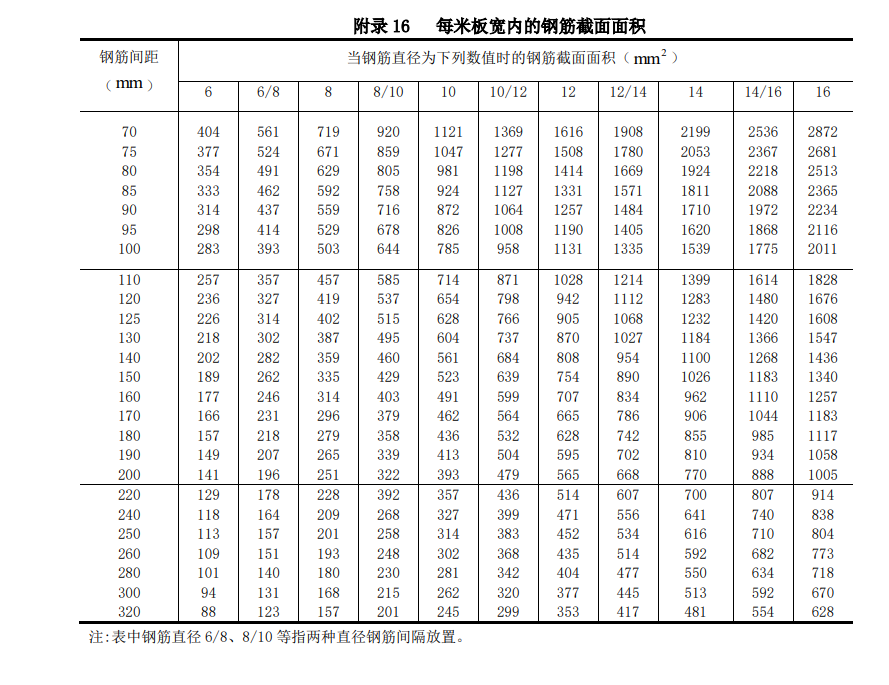 附录 16 每米板宽内的钢筋截面面积
钢筋间距 当钢筋直径为下列数值时的钢筋截面面积（mm2）
（mm） 6 6/8 8 8/10 10 10/12 12 12/14 14 14/16 16
70 404 561 719 920 1121 1369 1616 1908 2199 2536 2872
75 377 524 671 859 1047 1277 1508 1780 2053 2367 2681
80 354 491 629 805 981 1198 1414 1669 1924 2218 2513
85 333 462 592 758 924 1127 1331 1571 1811 2088 2365
90 314 437 559 716 872 1064 1257 1484 1710 1972 2234
95 298 414 529 678 826 1008 1190 1405 1620 1868 2116
100 283 393 503 644 785 958 1131 1335 1539 1775 2011
110 257 357 457 585 714 871 1028 1214 1399 1614 1828
120 236 327 419 537 654 798 942 1112 1283 1480 1676
125 226 314 402 515 628 766 905 1068 1232 1420 1608
130 218 302 387 495 604 737 870 1027 1184 1366 1547
140 202 282 359 460 561 684 808 954 1100 1268 1436
150 189 262 335 429 523 639 754 890 1026 1183 1340
160 177 246 314 403 491 599 707 834 962 1110 1257
170 166 231 296 379 462 564 665 786 906 1044 1183
180 157 218 279 358 436 532 628 742 855 985 1117
190 149 207 265 339 413 504 595 702 810 934 1058
200 141 196 251 322 393 479 565 668 770 888 1005
220 129 178 228 392 357 436 514 607 700 807 914
240 118 164 209 268 327 399 471 556 641 740 838
250 113 157 201 258 314 383 452 534 616 710 804
260 109 151 193 248 302 368 435 514 592 682 773
280 101 140 180 230 281 342 404 477 550 634 718
300 94 131 168 215 262 320 377 445 513 592 670
320 88 123 157 201 245 299 353 417 481 554 628
注:表中钢筋直径 6/8、8/10 等指两种直径钢筋间隔放置。